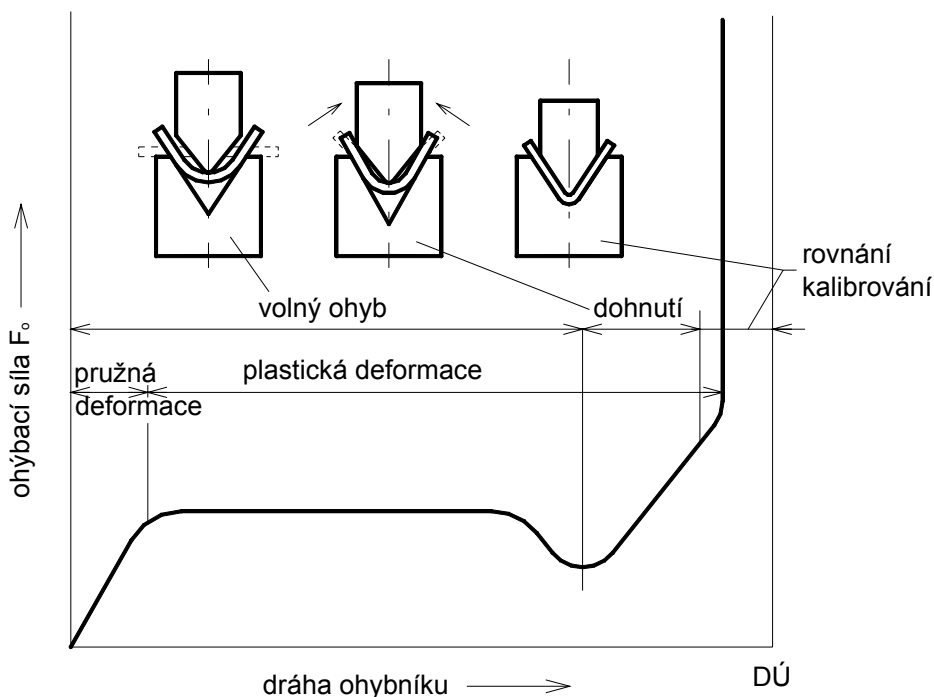 rovnání
kalibrování
volný ohyb
dohnutí
pružná
deformace
plastická deformace
ohýbací síla Fₒ
dráha ohybníku
DÚ